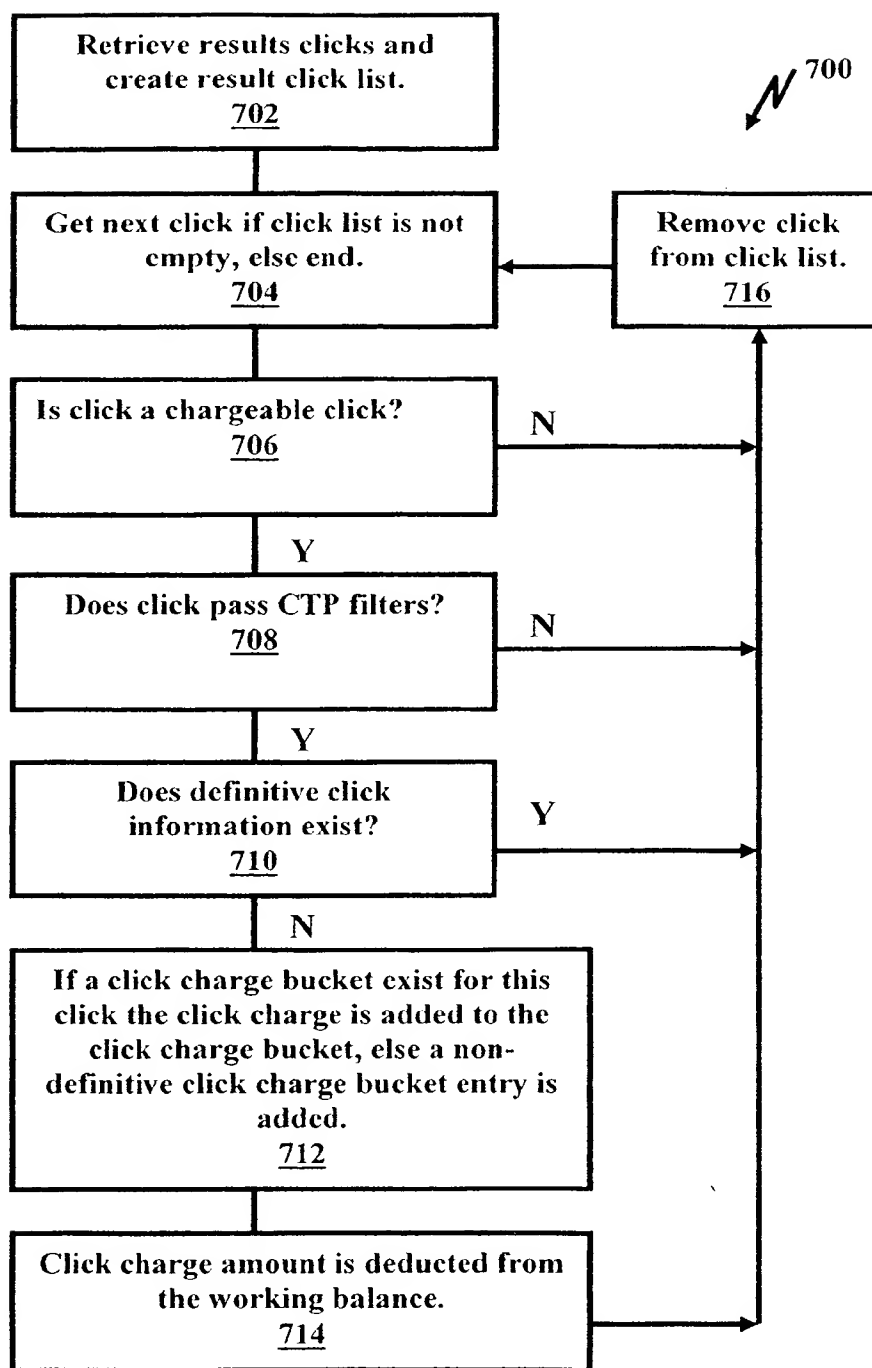 Retrieve results clicks and
create result click list.
702
700
Get next click if click list is not
empty, else end.
704
Remove click
from click list.
716
Is click a chargeable click?
706
N
Y
Does click pass CTP filters?
708
N
Y
Does definitive click
information exist?
710
Y
N
If a click charge bucket exist for this
click the click charge is added to the
click charge bucket, else a non-
definitive click charge bucket entry is
added.
712
Click charge amount is deducted from
the working balance.
714